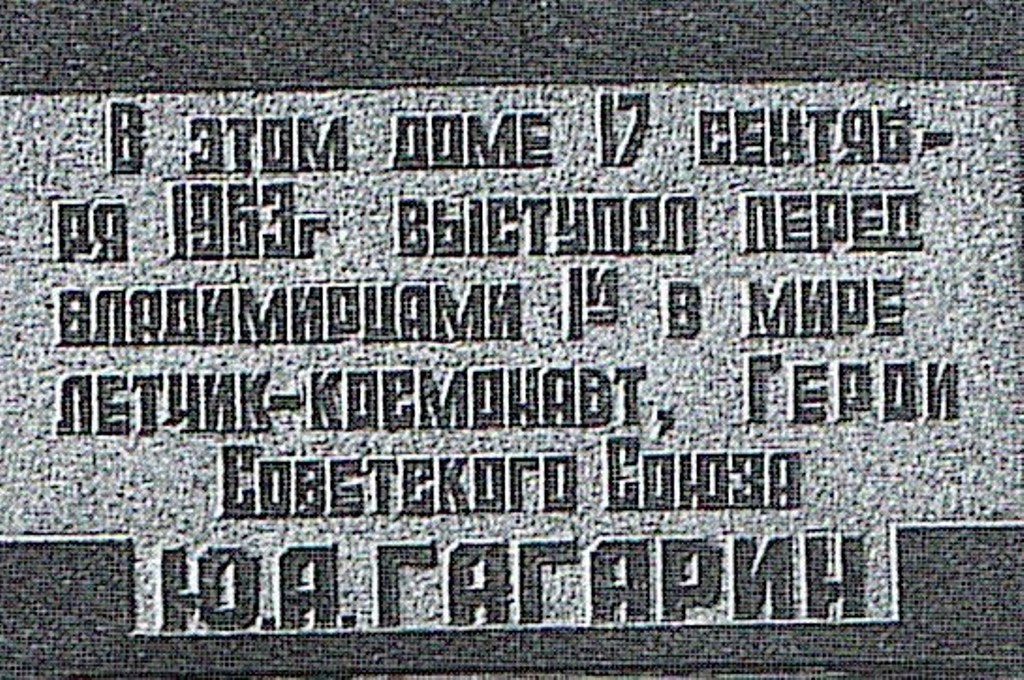 В ЭТОМ ДОМЕ 17 СЕНТЯБ-
РЯ 1963г ВЫСТУПАЛ ПЕРЕД
ВЛАДИМИРЦАМИ 1й В МИРЕ
ЛЕТЧИК-КОСМОНАВТ, ГЕРОЙ
СОВЕТСКОГО СОЮЗА
Ю.А.ГАГАРИН